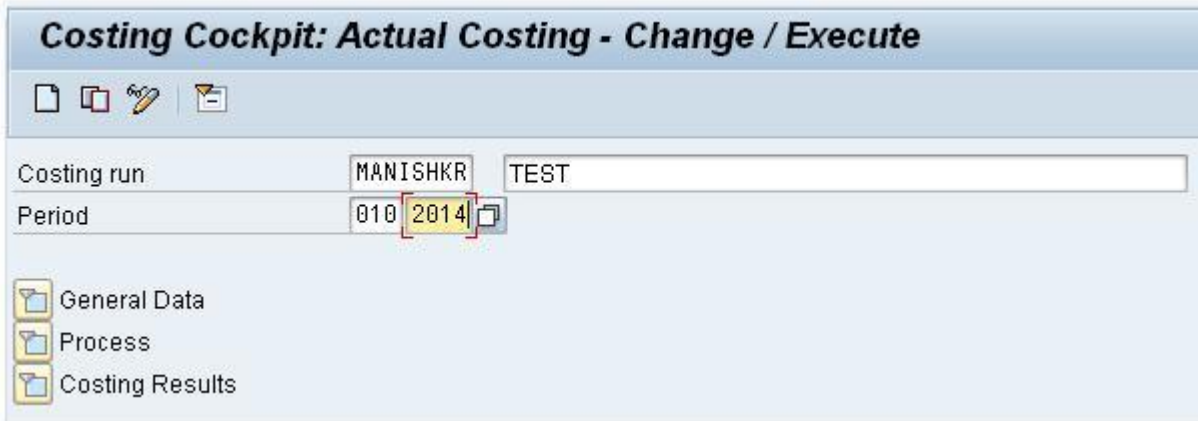 Costing Cockpit: Actual Costing - Change / Execute
Costing run MANISHKR TEST
Period 010 2014
General Data
Process
Costing Results